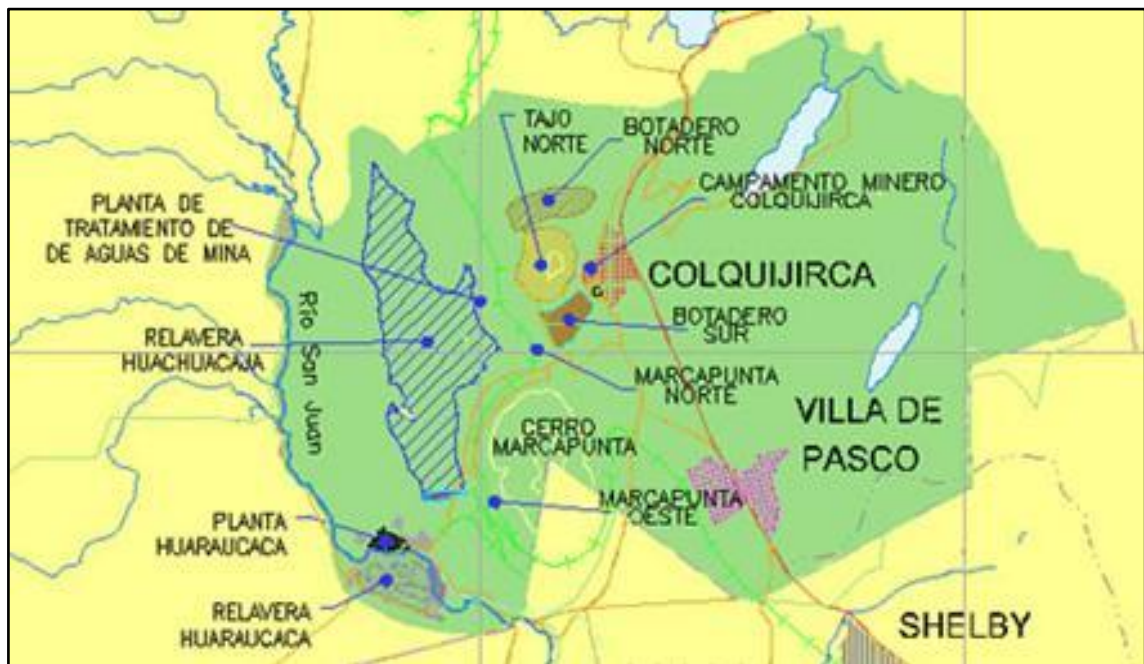 TAJO
NORTE
BOTADERO
NORTE
CAMPAMENTO MINERO
COLQUIJIRCA
PLANTA DE
TRATAMIENTO DE
DE AGUAS DE MINA
COLQUIJIRCA
Río San Juan
BOTADERO
SUR
RELAVERA
HUACHUACAJA
MARCAPUNTA
NORTE
VILLA DE
PASCO
CERRO
MARCAPUNTA
MARCAPUNTA
OESTE
PLANTA
HUARAUCACA
RELAVERA
HUARAUCACA
SHELBY